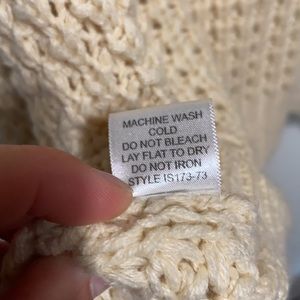 MACHINE WASH
COLD
DO NOT BLEACH
LAY FLAT TO DRY
DO NOT IRON
STYLE IS173-73